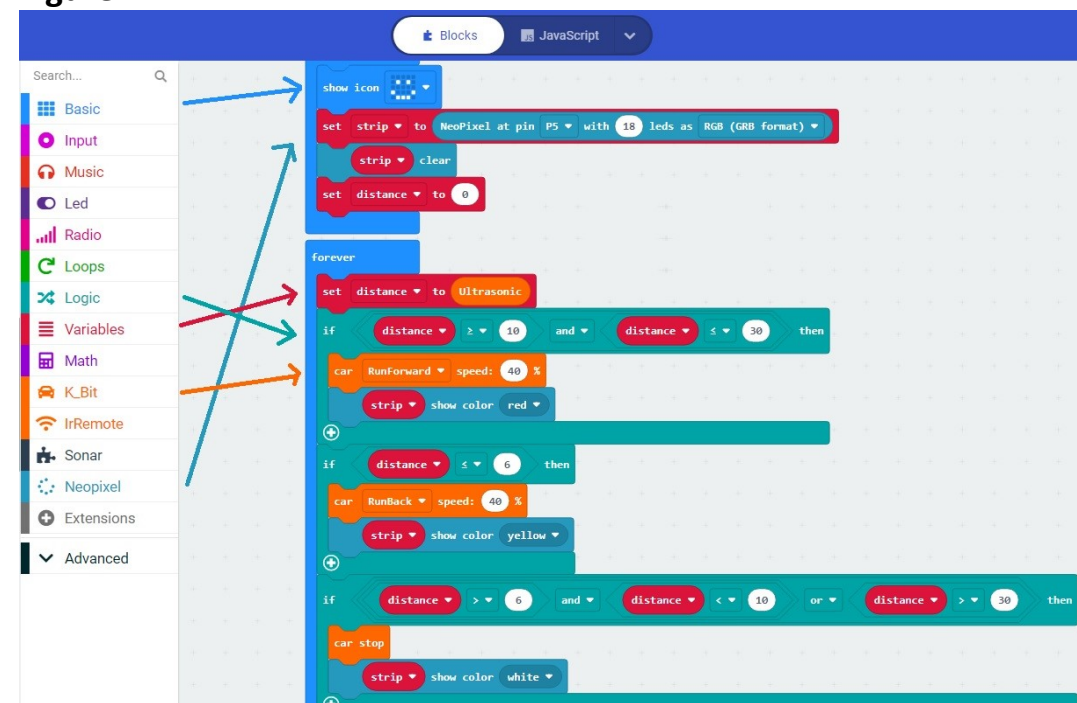 Blocks JavaScript
Search...
Basic
Input
Music
Led
Radio
Loops
Logic
Variables
Math
K_Bit
IrRemote
Sonar
Neopixel
Extensions
Advanced
show icon
set strip to NeoPixel at pin P5 with 18 leds as RGB (GRB format)
strip clear
set distance to 0
forever
set distance to Ultrasonic
if distance ≥ 10 and distance ≤ 30 then
car RunForward speed: 40 %
strip show color red
if distance ≤ 6 then
car RunBack speed: 40 %
strip show color yellow
if distance > 6 and distance < 10 or distance > 30 then
car stop
strip show color white